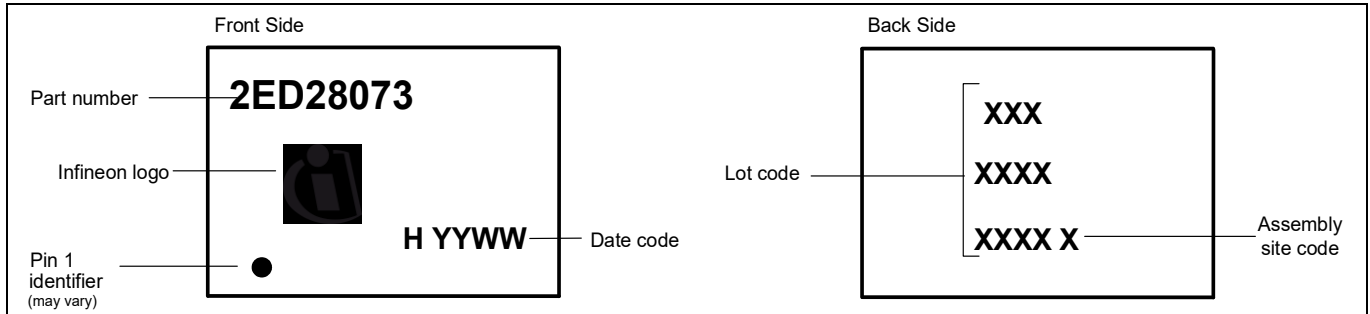 Front Side
Back Side
Part number
2ED28073
Infineon logo
H YYWW
Date code
Pin 1
identifier
(may vary)
Lot code
XXX
XXXX
XXXX X
Assembly
site code